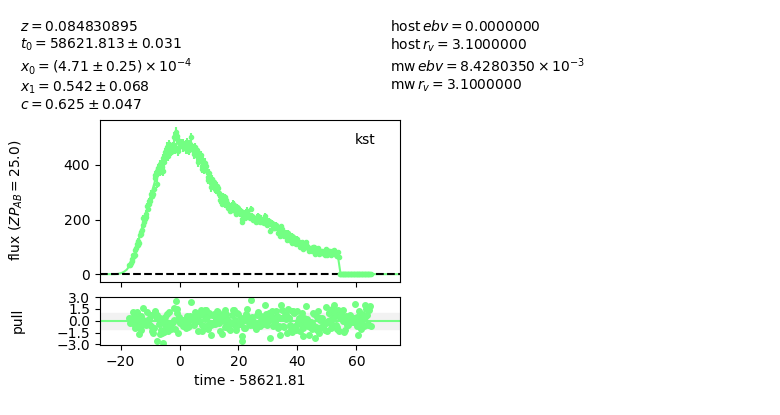 z = 0.084830895
t₀ = 58621.813 ± 0.031
x₀ = (4.71 ± 0.25) × 10⁻⁴
x₁ = 0.542 ± 0.068
c = 0.625 ± 0.047
host ebv = 0.0000000
host r_v = 3.1000000
mw ebv = 8.4280350 × 10⁻³
mw r_v = 3.1000000
flux (ZP_AB = 25.0)
400
200
0
kst
pull
3.0
1.5
0.0
−1.5
−3.0
−20 0 20 40 60
time - 58621.81